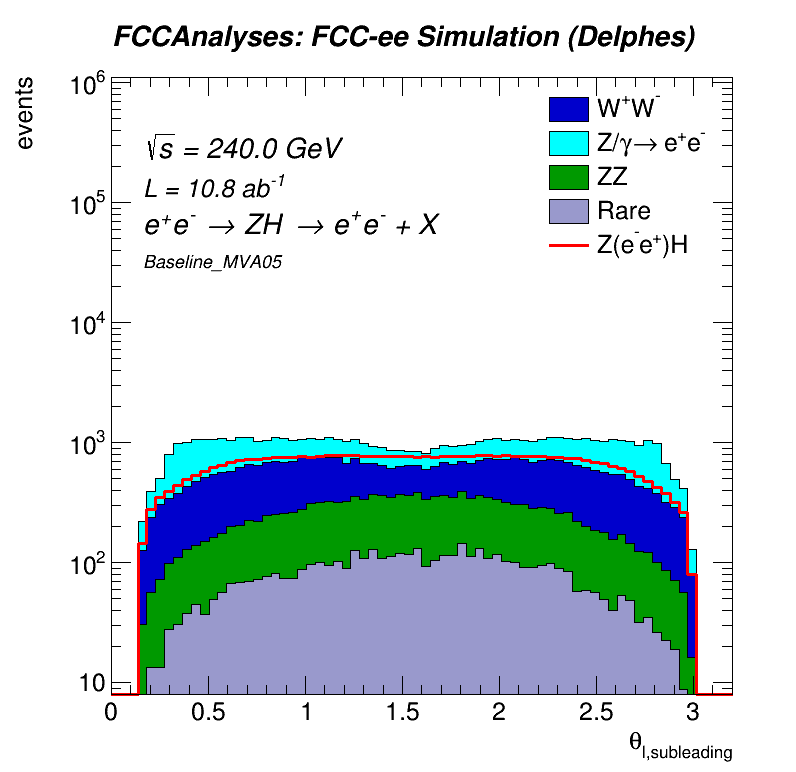 FCCAnalyses: FCC-ee Simulation (Delphes)
events
10⁶
10⁵
10⁴
10³
10²
10
√s = 240.0 GeV
L = 10.8 ab⁻¹
e⁺e⁻ → ZH → e⁺e⁻ + X
Baseline_MVA05
W⁺W⁻
Z/γ→ e⁺e⁻
ZZ
Rare
Z(e⁻e⁺)H
0 0.5 1 1.5 2 2.5 3
θ_l,subleading